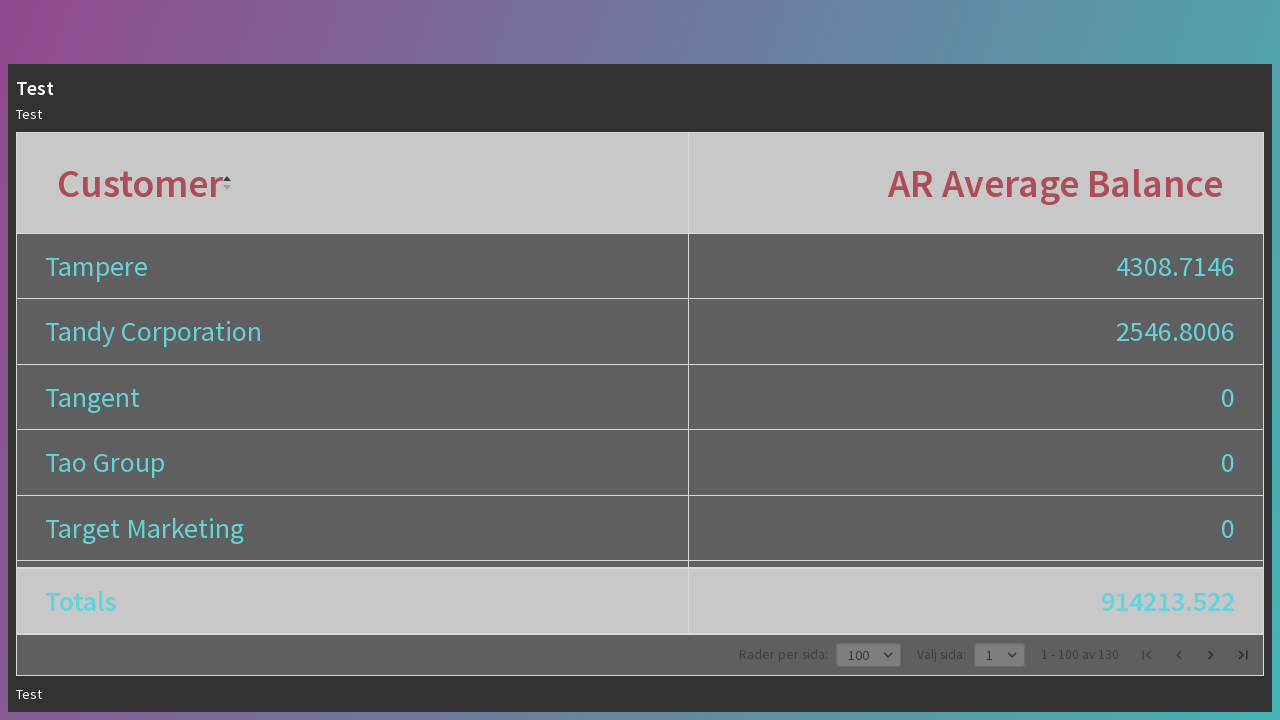 Test
Test
Customer AR Average Balance
Tampere 4308.7146
Tandy Corporation 2546.8006
Tangent 0
Tao Group 0
Target Marketing 0
Totals 914213.522
Rader per sida: 100 Välj sida: 1 1 - 100 av 130
Test